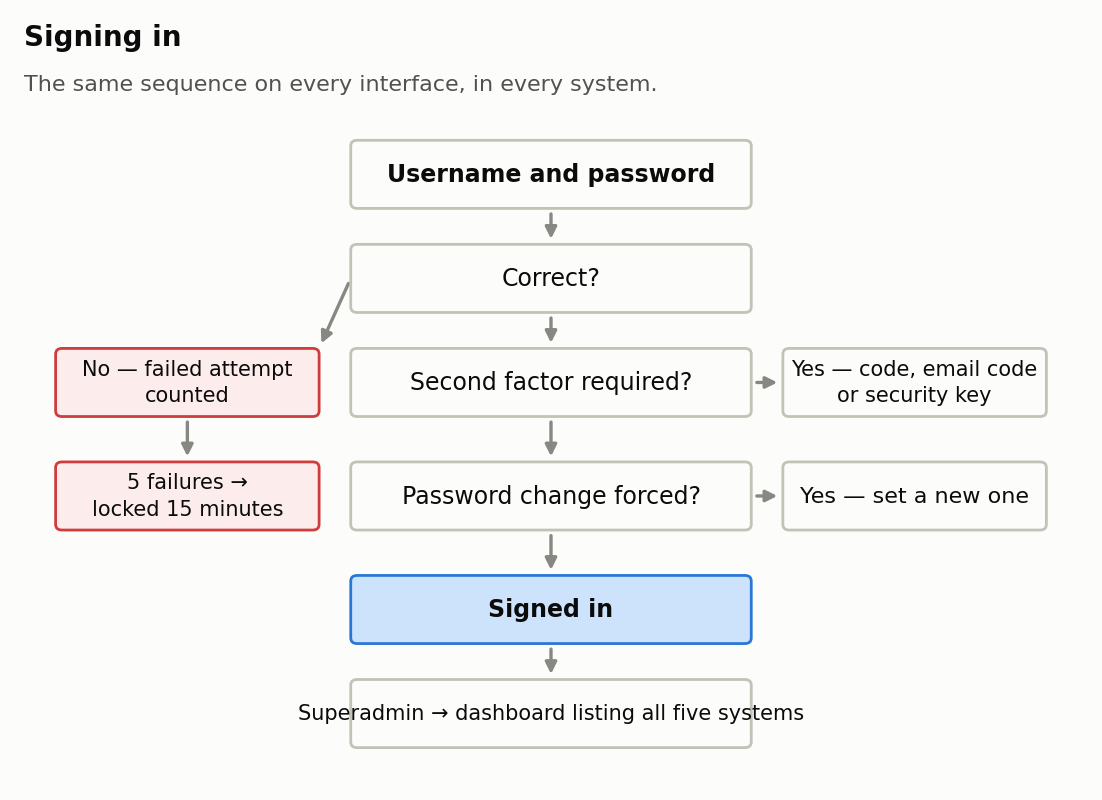 Signing in
The same sequence on every interface, in every system.
Username and password
Correct?
No — failed attempt
counted
Second factor required?
Yes — code, email code
or security key
5 failures →
locked 15 minutes
Password change forced?
Yes — set a new one
Signed in
Superadmin → dashboard listing all five systems